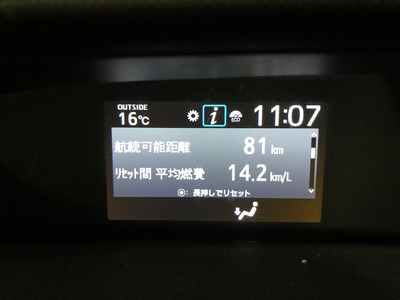 OUTSIDE
16℃ i ECO 11:07
航続可能距離 81 km
ﾘｾｯﾄ間 平均燃費 14.2 km/L
◉: 長押しでリセット